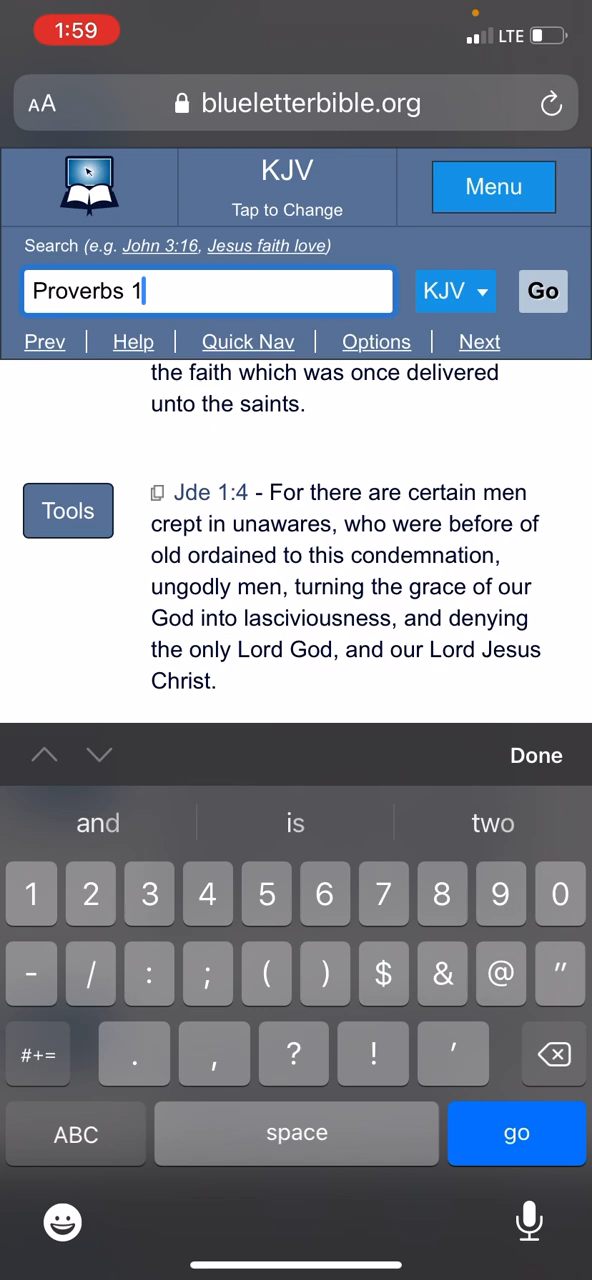 1:59
LTE
AA blueletterbible.org
KJV
Tap to Change
Menu
Search (e.g. John 3:16, Jesus faith love)
Proverbs 1
KJV
Go
Prev | Help | Quick Nav | Options | Next
the faith which was once delivered
unto the saints.
Tools
Jde 1:4 - For there are certain men
crept in unawares, who were before of
old ordained to this condemnation,
ungodly men, turning the grace of our
God into lasciviousness, and denying
the only Lord God, and our Lord Jesus
Christ.
Done
and is two
1 2 3 4 5 6 7 8 9 0
- / : ; ( ) $ & @ "
#+= . , ? ! '
ABC space go